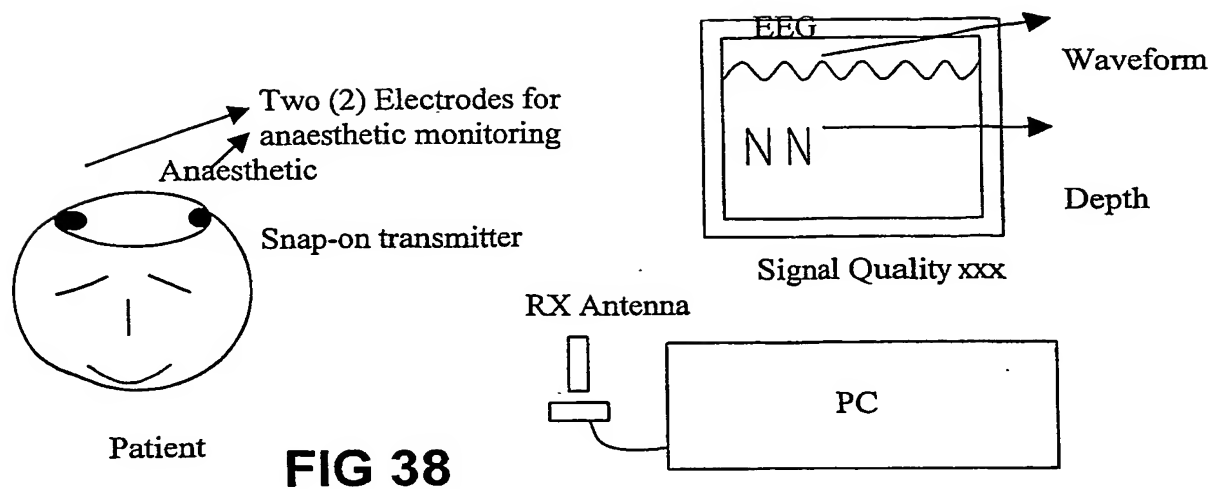 EEG
Waveform
Two (2) Electrodes for
anaesthetic monitoring
Anaesthetic
NN
Depth
Snap-on transmitter
Signal Quality xxx
RX Antenna
PC
Patient
FIG 38